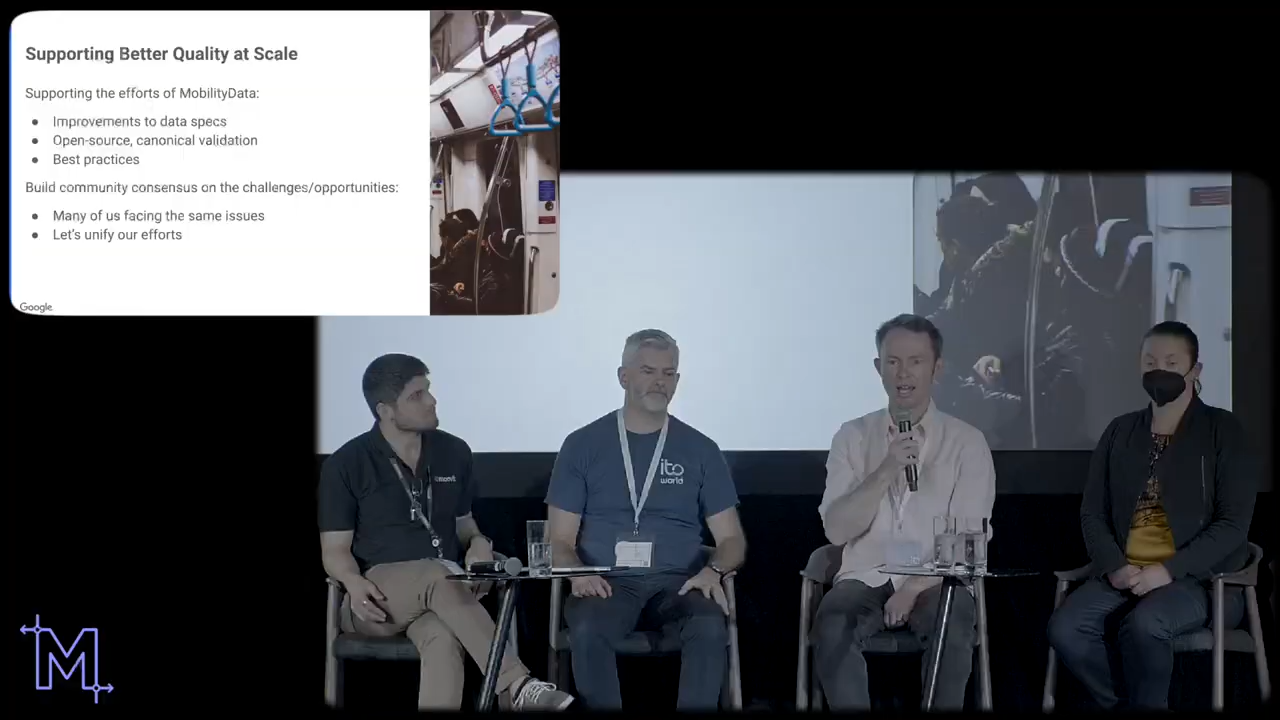 Supporting Better Quality at Scale
Supporting the efforts of MobilityData:
● Improvements to data specs
● Open-source, canonical validation
● Best practices
Build community consensus on the challenges/opportunities:
● Many of us facing the same issues
● Let's unify our efforts
Google
moovit
ito
world
M